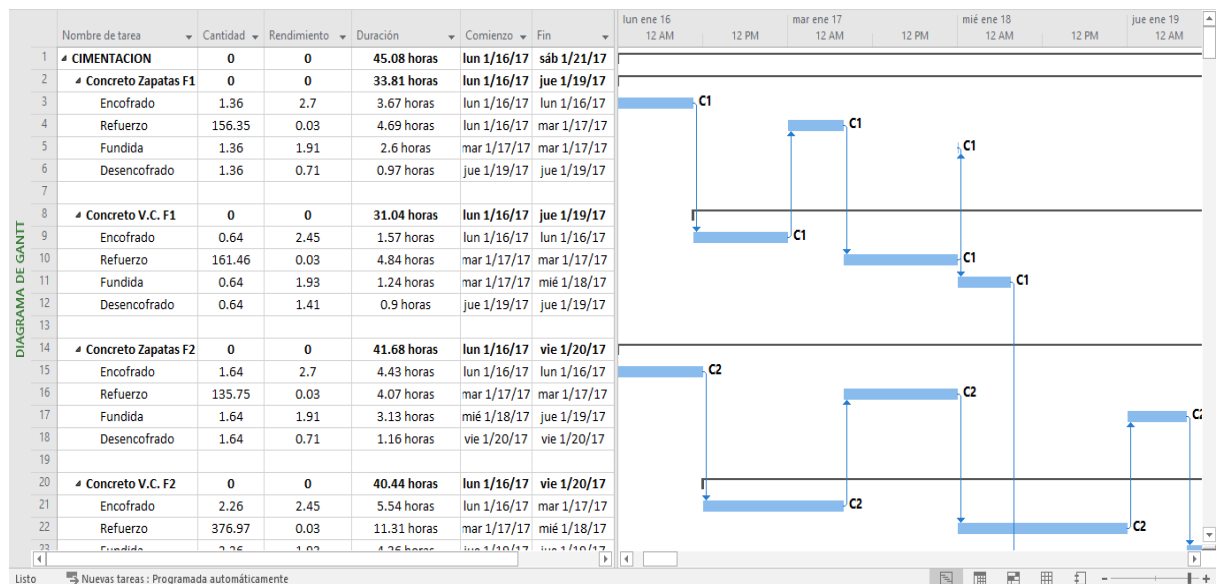 lun ene 16 mar ene 17 mié ene 18 jue ene 19
Nombre de tarea Cantidad Rendimiento Duración Comienzo Fin 12 AM 12 PM 12 AM 12 PM 12 AM 12 PM 12 AM
1 CIMENTACION 0 0 45.08 horas lun 1/16/17 sáb 1/21/17
2 Concreto Zapatas F1 0 0 33.81 horas lun 1/16/17 jue 1/19/17
3 Encofrado 1.36 2.7 3.67 horas lun 1/16/17 lun 1/16/17 C1
4 Refuerzo 156.35 0.03 4.69 horas lun 1/16/17 mar 1/17/17 C1
5 Fundida 1.36 1.91 2.6 horas mar 1/17/17 mar 1/17/17 C1
6 Desencofrado 1.36 0.71 0.97 horas jue 1/19/17 jue 1/19/17
7
8 Concreto V.C. F1 0 0 31.04 horas lun 1/16/17 jue 1/19/17
9 Encofrado 0.64 2.45 1.57 horas lun 1/16/17 lun 1/16/17 C1
10 Refuerzo 161.46 0.03 4.84 horas mar 1/17/17 mar 1/17/17 C1
11 Fundida 0.64 1.93 1.24 horas mar 1/17/17 mié 1/18/17 C1
12 Desencofrado 0.64 1.41 0.9 horas jue 1/19/17 jue 1/19/17
13
14 Concreto Zapatas F2 0 0 41.68 horas lun 1/16/17 vie 1/20/17
15 Encofrado 1.64 2.7 4.43 horas lun 1/16/17 lun 1/16/17 C2
16 Refuerzo 135.75 0.03 4.07 horas mar 1/17/17 mar 1/17/17 C2
17 Fundida 1.64 1.91 3.13 horas mié 1/18/17 jue 1/19/17
18 Desencofrado 1.64 0.71 1.16 horas vie 1/20/17 vie 1/20/17
19
20 Concreto V.C. F2 0 0 40.44 horas lun 1/16/17 vie 1/20/17
21 Encofrado 2.26 2.45 5.54 horas lun 1/16/17 mar 1/17/17 C2
22 Refuerzo 376.97 0.03 11.31 horas mar 1/17/17 mié 1/18/17 C2
DIAGRAMA DE GANTT
Listo Nuevas tareas : Programada automáticamente